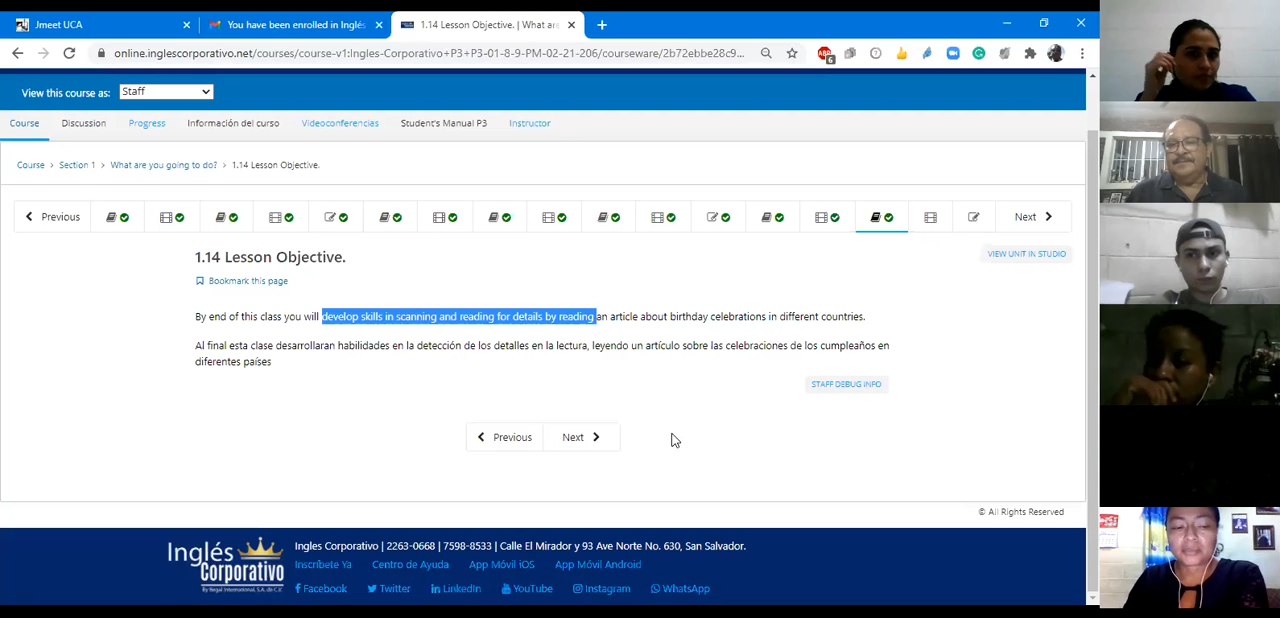 Jmeet UCA
You have been enrolled in Inglés
1.14 Lesson Objective. | What are
online.inglescorporativo.net/courses/course-v1:Ingles-Corporativo+P3+P3-01-8-9-PM-02-21-206/courseware/2b72ebbe28c9...
View this course as: Staff
Course Discussion Progress Información del curso Videoconferencias Student's Manual P3 Instructor
Course > Section 1 > What are you going to do? > 1.14 Lesson Objective.
Previous Next
1.14 Lesson Objective.
VIEW UNIT IN STUDIO
Bookmark this page
By end of this class you will develop skills in scanning and reading for details by reading an article about birthday celebrations in different countries.
Al final esta clase desarrollaran habilidades en la detección de los detalles en la lectura, leyendo un artículo sobre las celebraciones de los cumpleaños en
diferentes países
STAFF DEBUG INFO
Previous Next
© All Rights Reserved
Inglés
Corporativo
Ingles Corporativo | 2263-0668 | 7598-8533 | Calle El Mirador y 93 Ave Norte No. 630, San Salvador.
Inscríbete Ya Centro de Ayuda App Móvil iOS App Móvil Android
Facebook Twitter LinkedIn YouTube Instagram WhatsApp